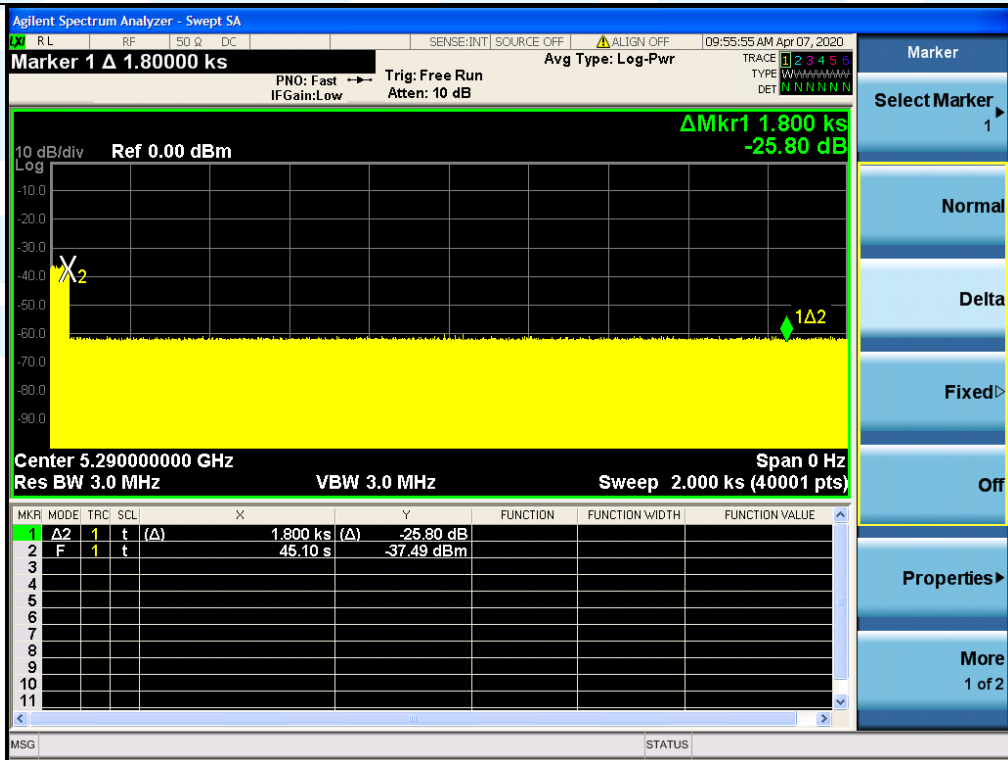 Agilent Spectrum Analyzer - Swept SA
LXI RL RF 50 Ω DC SENSE:INT SOURCE OFF ALIGN OFF 09:55:55 AM Apr 07, 2020
Marker 1 Δ 1.80000 ks
PNO: Fast
IFGain:Low
Trig: Free Run
Atten: 10 dB
Avg Type: Log-Pwr
TRACE 1 2 3 4 5 6
TYPE WWWWWW
DET N N N N N N
ΔMkr1 1.800 ks
-25.80 dB
10 dB/div Ref 0.00 dBm
Log
-10.0
-20.0
-30.0
-40.0
-50.0
-60.0
-70.0
-80.0
-90.0
X2
1Δ2
Center 5.290000000 GHz Span 0 Hz
Res BW 3.0 MHz VBW 3.0 MHz Sweep 2.000 ks (40001 pts)
MKR MODE TRC SCL X Y FUNCTION FUNCTION WIDTH FUNCTION VALUE
1 Δ2 1 t (Δ) 1.800 ks (Δ) -25.80 dB
2 F 1 t 45.10 s -37.49 dBm
3
4
5
6
7
8
9
10
11
MSG STATUS
Marker
Select Marker
1
Normal
Delta
Fixed
Off
Properties
More
1 of 2